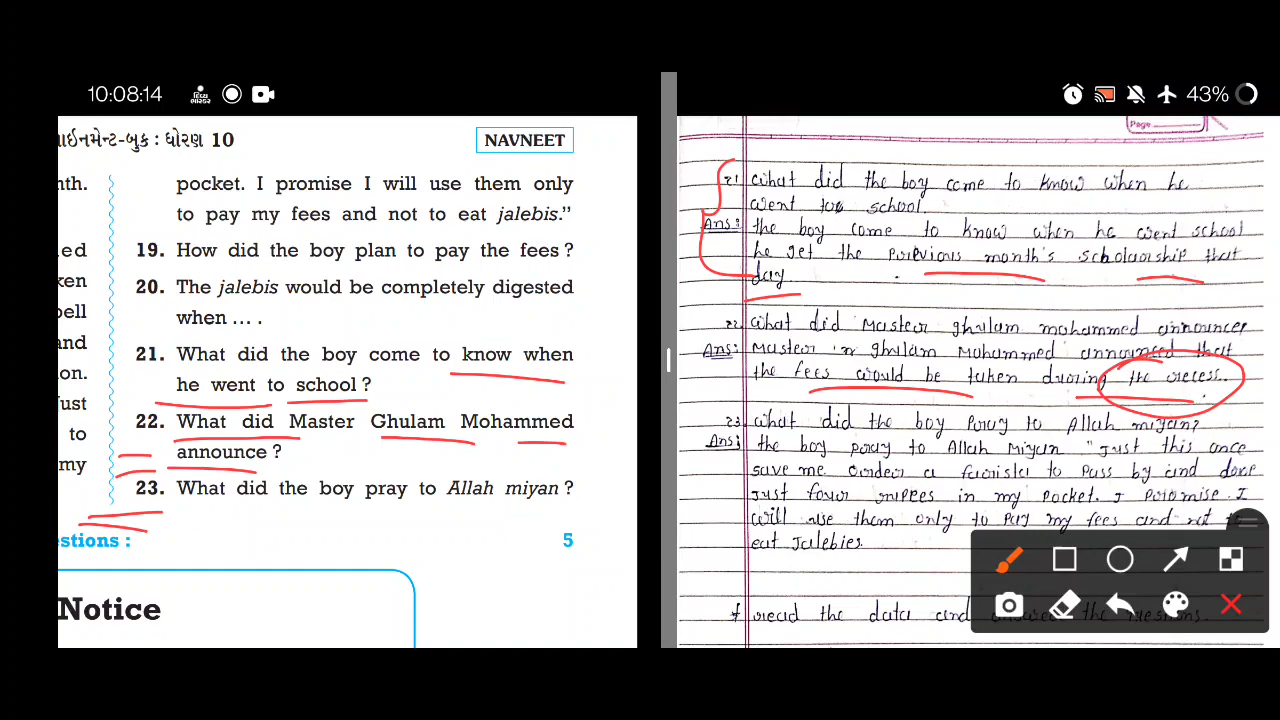 10:08:14
43%
ાઈનમેન્ટ-બુક : ધોરણ 10
NAVNEET
nth.
ed
ken
pell
and
ion.
Just
to
my
pocket. I promise I will use them only
to pay my fees and not to eat jalebis.”
19. How did the boy plan to pay the fees ?
20. The jalebis would be completely digested
when ... .
21. What did the boy come to know when
he went to school ?
22. What did Master Ghulam Mohammed
announce ?
23. What did the boy pray to Allah miyan ?
estions :
5
Notice
Page
21 What did the boy come to know when he
went to school
Ans: the boy come to know when he went school
he get the previous month's scholarship that
day
22. What did Master ghulam mohammed announcer
Ans: Master ghulam Mohammed announced that
the fees would be taken during the recess.
23. What did the boy Pray to Allah miyan?
Ans: the boy pray to Allah Miyan "Just this once
save me order a farista to Pass by and
Just four rupees in my Pocket. I Promise I
will use them only to Pay my fees and not
eat Jalebies.
read the data and the